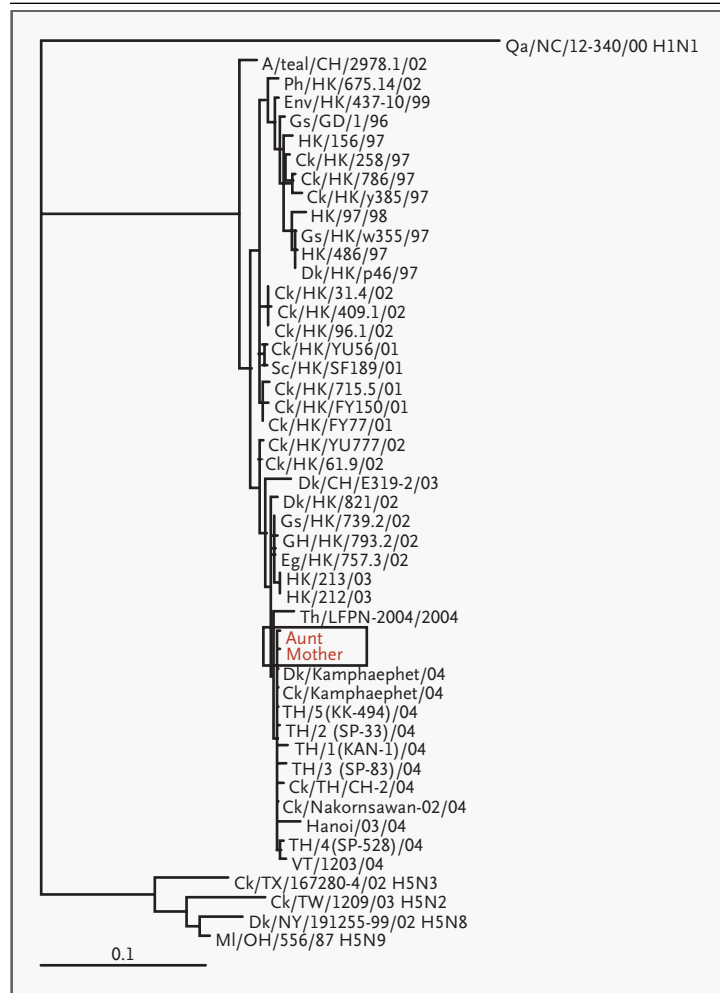 Qa/NC/12-340/00 H1N1
A/teal/CH/2978.1/02
Ph/HK/675.14/02
Env/HK/437-10/99
Gs/GD/1/96
HK/156/97
Ck/HK/258/97
Ck/HK/786/97
Ck/HK/y385/97
HK/97/98
Gs/HK/w355/97
HK/486/97
Dk/HK/p46/97
Ck/HK/31.4/02
Ck/HK/409.1/02
Ck/HK/96.1/02
Ck/HK/YU56/01
Sc/HK/SF189/01
Ck/HK/715.5/01
Ck/HK/FY150/01
Ck/HK/FY77/01
Ck/HK/YU777/02
Ck/HK/61.9/02
Dk/CH/E319-2/03
Dk/HK/821/02
Gs/HK/739.2/02
GH/HK/793.2/02
Eg/HK/757.3/02
HK/213/03
HK/212/03
Th/LFPN-2004/2004
Aunt
Mother
Dk/Kamphaephet/04
Ck/Kamphaephet/04
TH/5(KK-494)/04
TH/2 (SP-33)/04
TH/1(KAN-1)/04
TH/3 (SP-83)/04
Ck/TH/CH-2/04
Ck/Nakornsawan-02/04
Hanoi/03/04
TH/4(SP-528)/04
VT/1203/04
Ck/TX/167280-4/02 H5N3
Ck/TW/1209/03 H5N2
Dk/NY/191255-99/02 H5N8
Ml/OH/556/87 H5N9
0.1